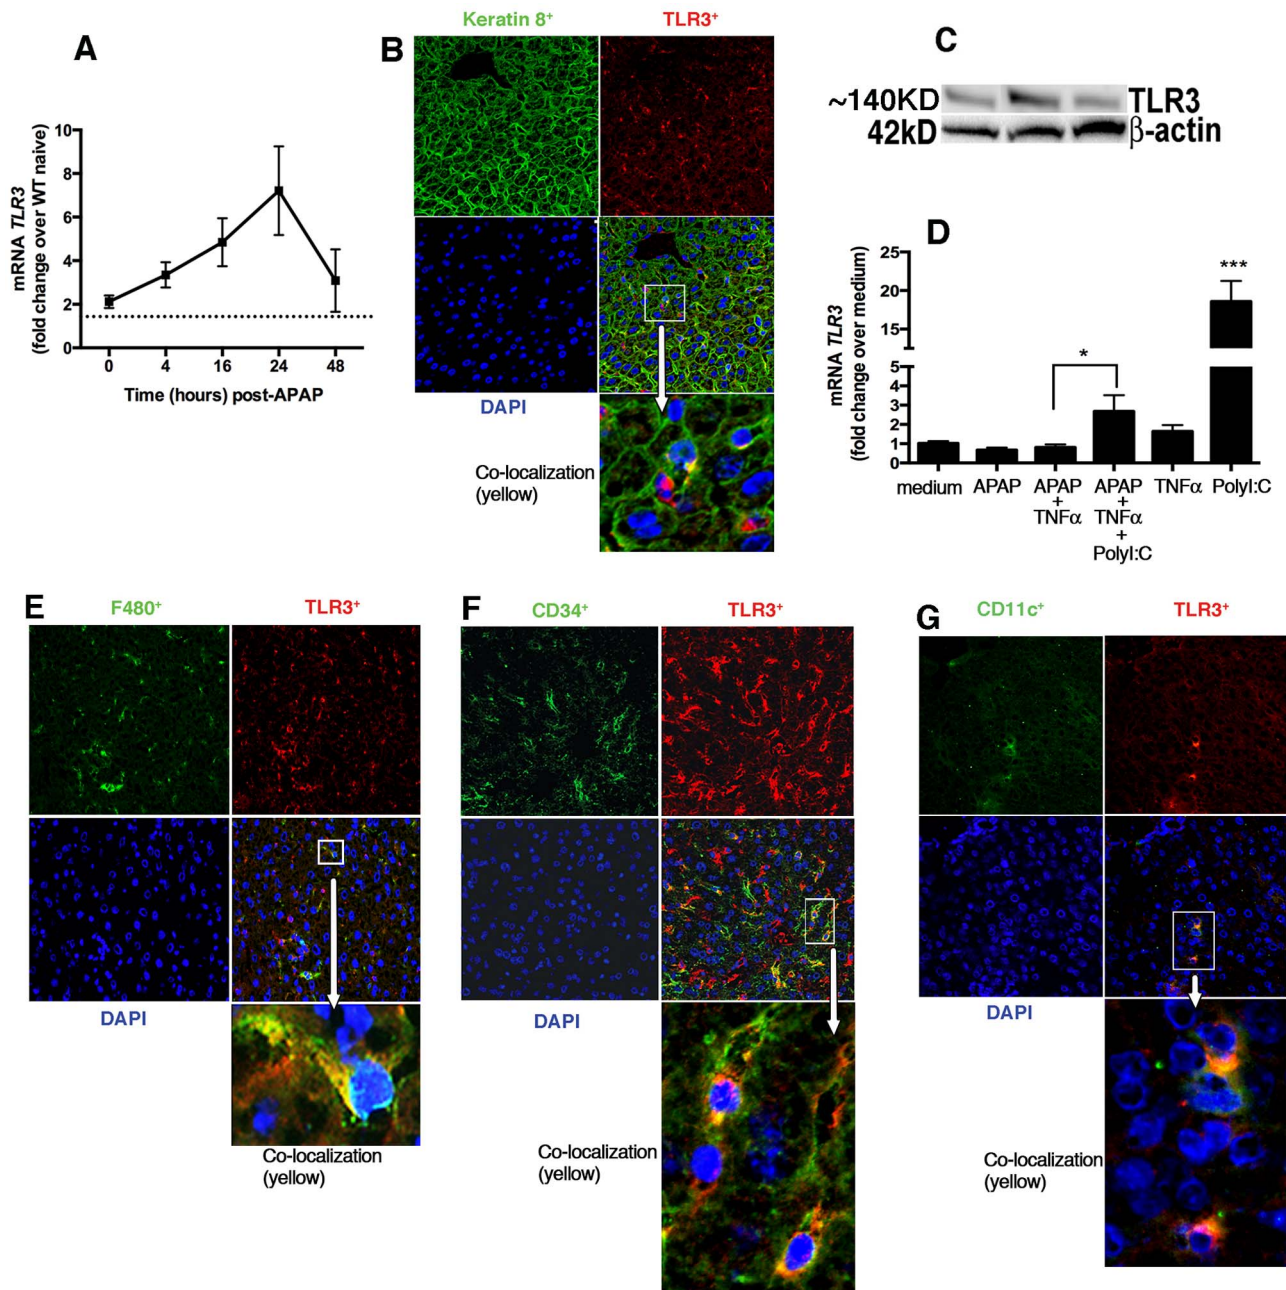 A
mRNA TLR3
(fold change over WT naive)
10
8
6
4
2
0
0 4 16 24 48
Time (hours) post-APAP
B
Keratin 8+
TLR3+
DAPI
Co-localization
(yellow)
C
~140KD
TLR3
42kD
β-actin
D
mRNA TLR3
(fold change over medium)
25
20
15
5
4
3
2
1
0
***
*
medium
APAP
APAP
+
TNFα
APAP
+
TNFα
+
PolyI:C
TNFα
PolyI:C
E
F480+
TLR3+
DAPI
Co-localization
(yellow)
F
CD34+
TLR3+
DAPI
Co-localization
(yellow)
G
CD11c+
TLR3+
DAPI
Co-localization
(yellow)